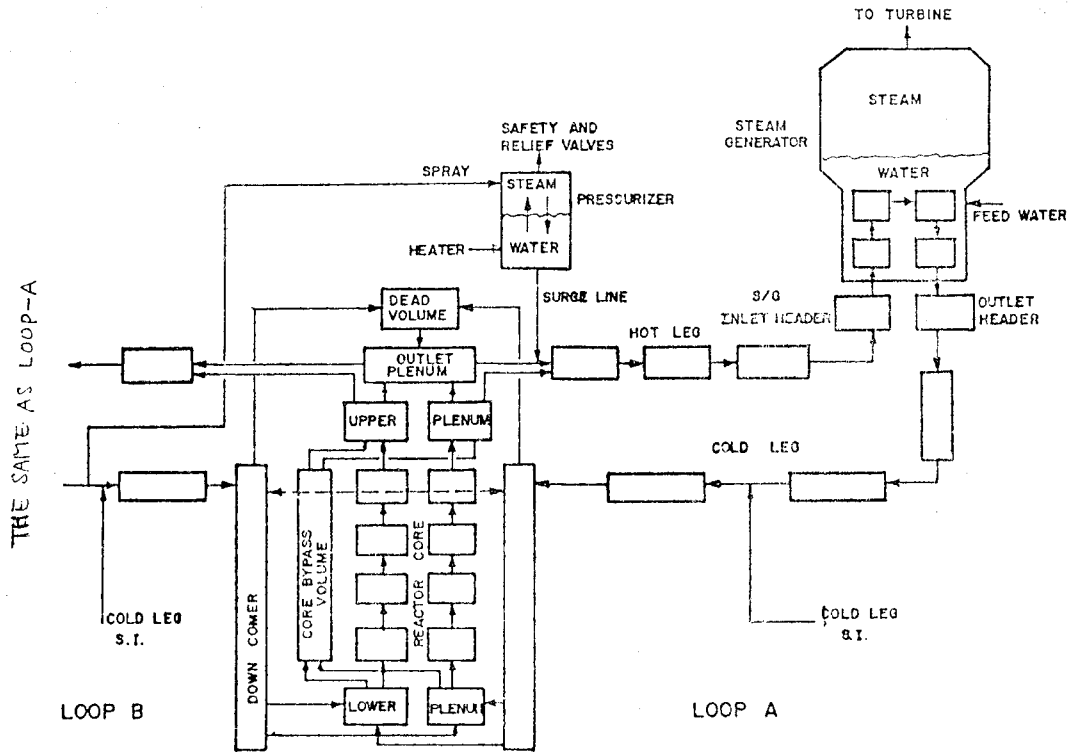 TO TURBINE
STEAM
STEAM
GENERATOR
WATER
FEED WATER
SAFETY AND
RELIEF VALVES
SPRAY
STEAM
PRESSURIZER
HEATER
WATER
SURGE LINE
DEAD
VOLUME
S/G
INLET HEADER
OUTLET
HEADER
HOT LEG
OUTLET
PLENUM
UPPER
PLENUM
THE SAME AS LOOP-A
COLD LEG
CORE BYPASS
VOLUME
REACTOR CORE
DOWN COMER
COLD LEG
S.I.
COLD LEG
S.I.
LOWER
PLENUM
LOOP B
LOOP A